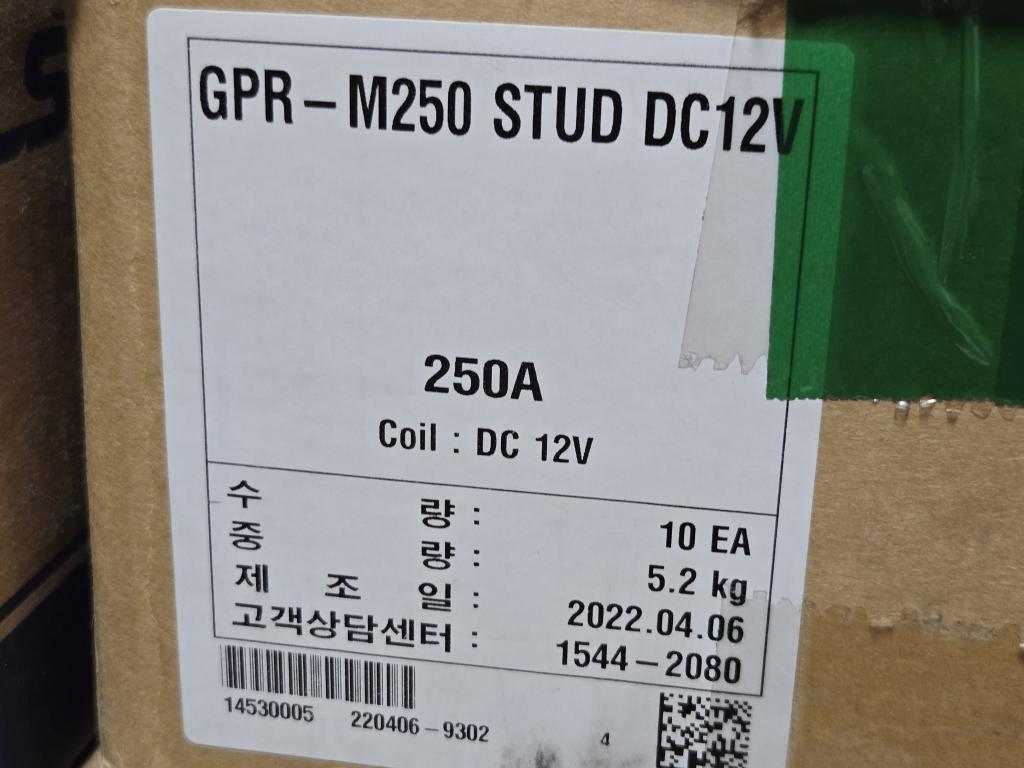 GPR-M250 STUD DC12V
250A
Coil : DC 12V
수 량 : 10 EA
중 량 : 5.2 kg
제 조 일 : 2022.04.06
고객상담센터 : 1544-2080
14530005 220406-9302
4